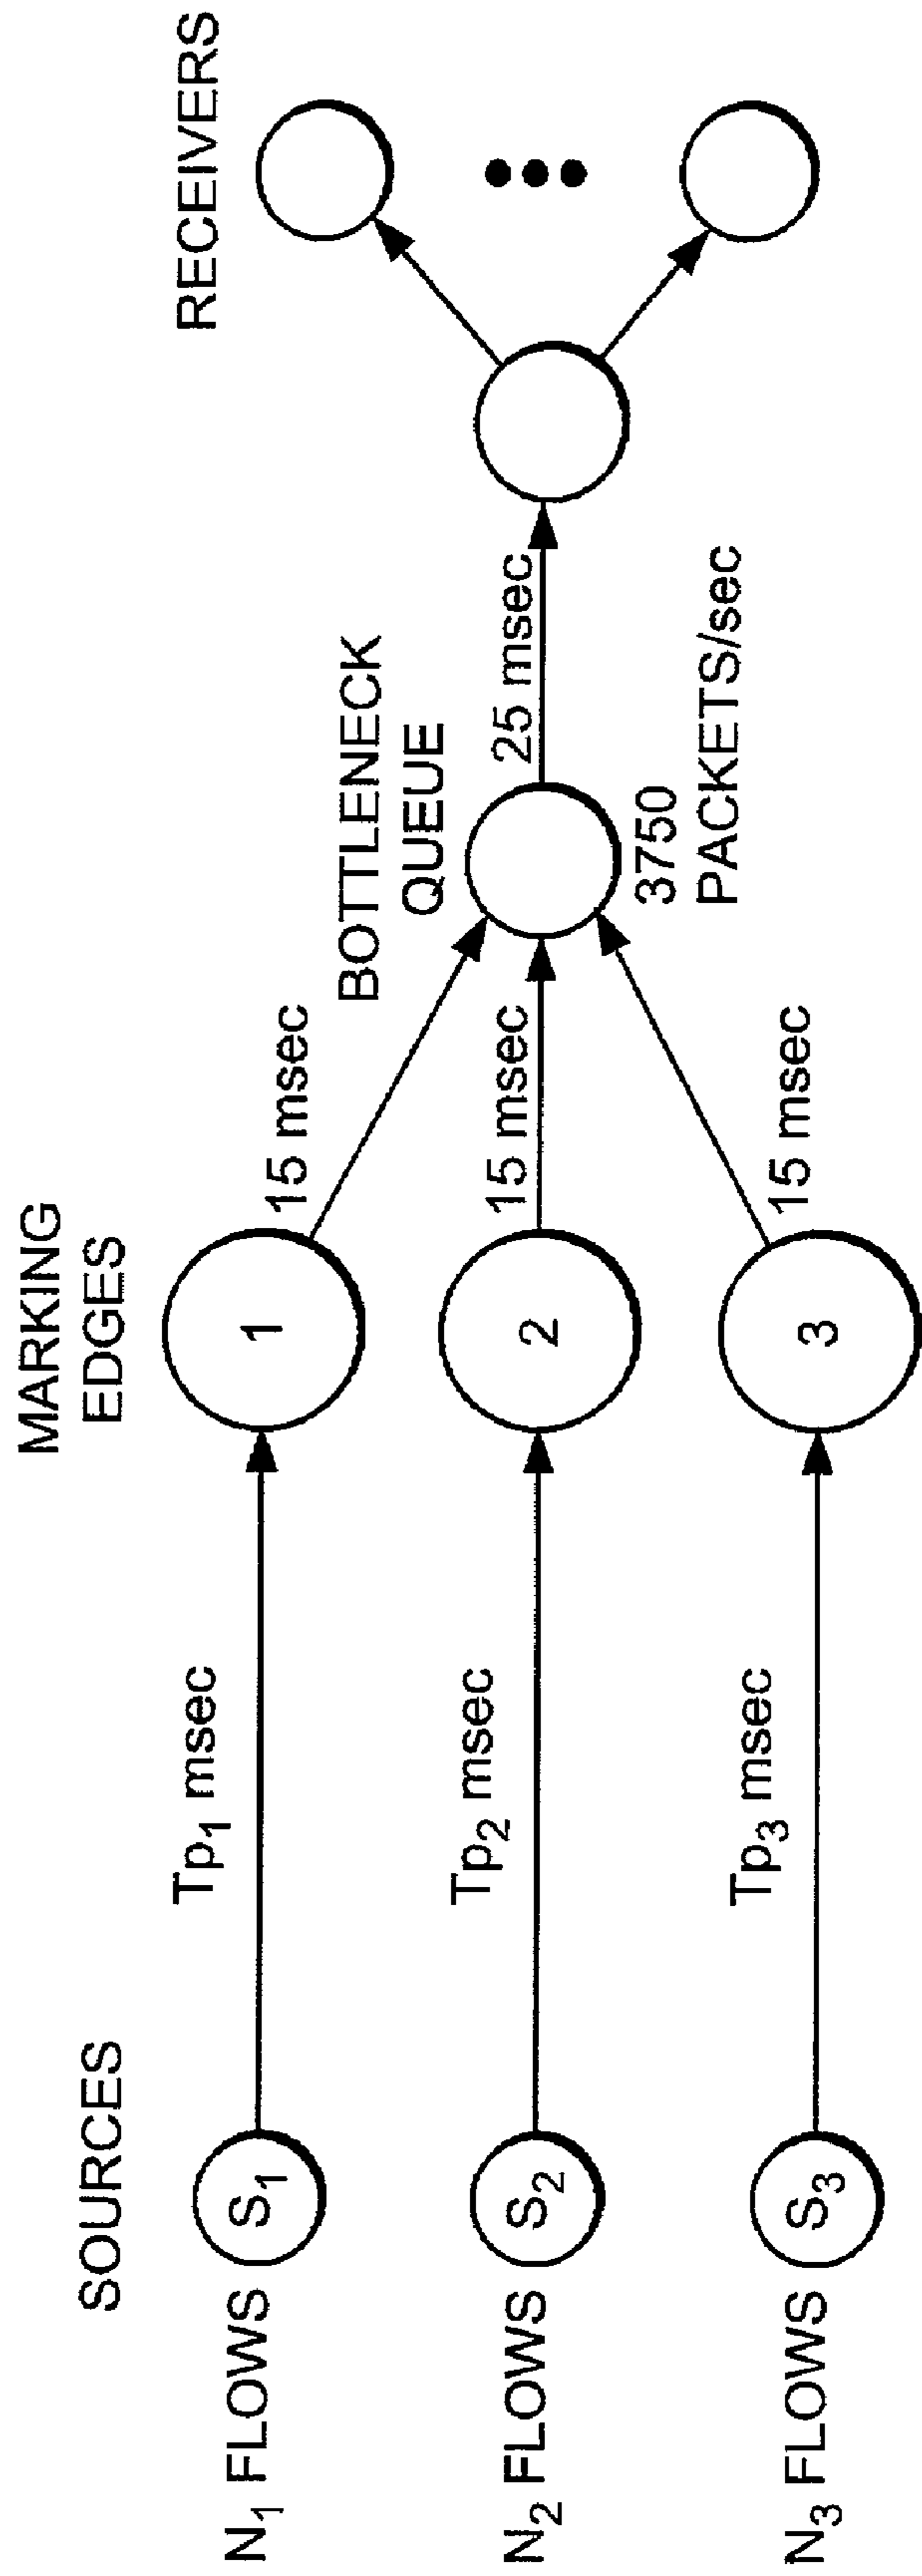 SOURCES
MARKING
EDGES
RECEIVERS
N1 FLOWS
S1
Tp1 msec
1
15 msec
BOTTLENECK
QUEUE
N2 FLOWS
S2
Tp2 msec
2
15 msec
25 msec
3750
PACKETS/sec
N3 FLOWS
S3
Tp3 msec
3
15 msec